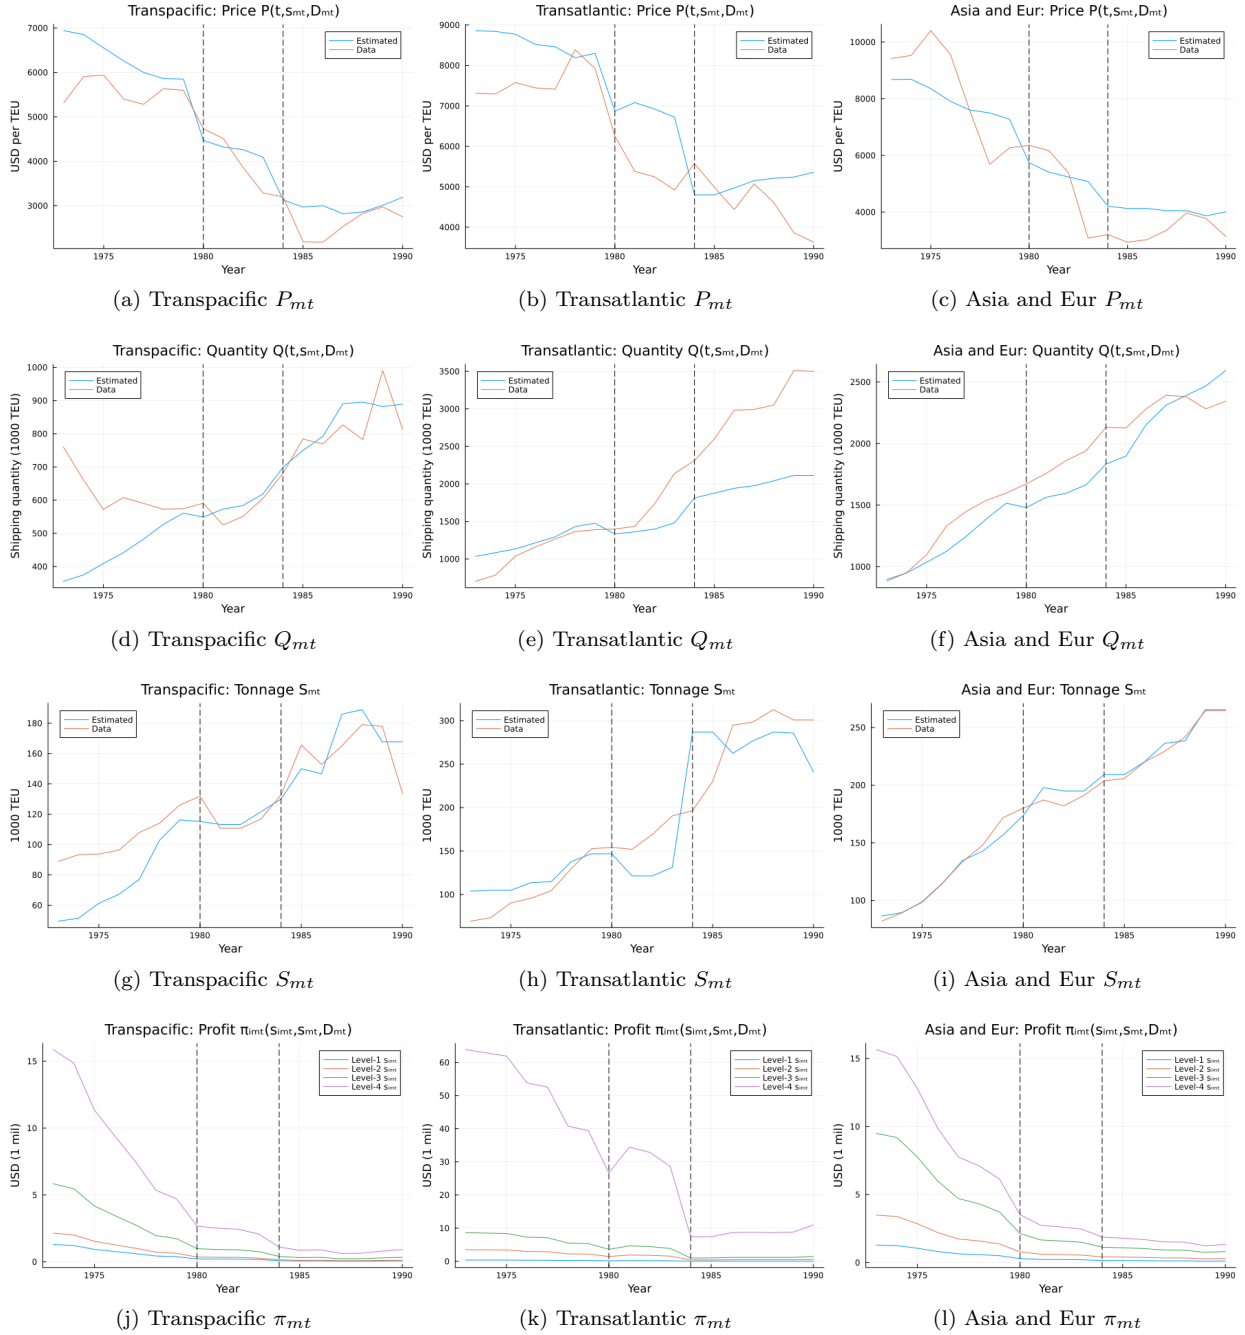 Transpacific: Price P(t,sₘₜ,Dₘₜ)
Estimated
Data
USD per TEU
7000
6000
5000
4000
3000
1975
1980
1985
1990
Year
(a) Transpacific Pmt
Transatlantic: Price P(t,sₘₜ,Dₘₜ)
Estimated
Data
USD per TEU
9000
8000
7000
6000
5000
4000
1975
1980
1985
1990
Year
(b) Transatlantic Pmt
Asia and Eur: Price P(t,sₘₜ,Dₘₜ)
Estimated
Data
USD per TEU
10000
8000
6000
4000
1975
1980
1985
1990
Year
(c) Asia and Eur Pmt
Transpacific: Quantity Q(t,sₘₜ,Dₘₜ)
Estimated
Data
Shipping quantity (1000 TEU)
1000
900
800
700
600
500
400
1975
1980
1985
1990
Year
(d) Transpacific Qmt
Transatlantic: Quantity Q(t,sₘₜ,Dₘₜ)
Estimated
Data
Shipping quantity (1000 TEU)
3500
3000
2500
2000
1500
1000
1975
1980
1985
1990
Year
(e) Transatlantic Qmt
Asia and Eur: Quantity Q(t,sₘₜ,Dₘₜ)
Estimated
Data
Shipping quantity (1000 TEU)
2500
2000
1500
1000
1975
1980
1985
1990
Year
(f) Asia and Eur Qmt
Transpacific: Tonnage Sₘₜ
Estimated
Data
1000 TEU
180
160
140
120
100
80
60
1975
1980
1985
1990
Year
(g) Transpacific Smt
Transatlantic: Tonnage Sₘₜ
Estimated
Data
1000 TEU
300
250
200
150
100
1975
1980
1985
1990
Year
(h) Transatlantic Smt
Asia and Eur: Tonnage Sₘₜ
Estimated
Data
1000 TEU
250
200
150
100
1975
1980
1985
1990
Year
(i) Asia and Eur Smt
Transpacific: Profit πᵢₘₜ(sᵢₘₜ,sₘₜ,Dₘₜ)
Level-1 sᵢₘₜ
Level-2 sᵢₘₜ
Level-3 sᵢₘₜ
Level-4 sᵢₘₜ
USD (1 mil)
15
10
5
0
1975
1980
1985
1990
Year
(j) Transpacific πmt
Transatlantic: Profit πᵢₘₜ(sᵢₘₜ,sₘₜ,Dₘₜ)
Level-1 sᵢₘₜ
Level-2 sᵢₘₜ
Level-3 sᵢₘₜ
Level-4 sᵢₘₜ
USD (1 mil)
60
50
40
30
20
10
0
1975
1980
1985
1990
Year
(k) Transatlantic πmt
Asia and Eur: Profit πᵢₘₜ(sᵢₘₜ,sₘₜ,Dₘₜ)
Level-1 sᵢₘₜ
Level-2 sᵢₘₜ
Level-3 sᵢₘₜ
Level-4 sᵢₘₜ
USD (1 mil)
15
10
5
0
1975
1980
1985
1990
Year
(l) Asia and Eur πmt